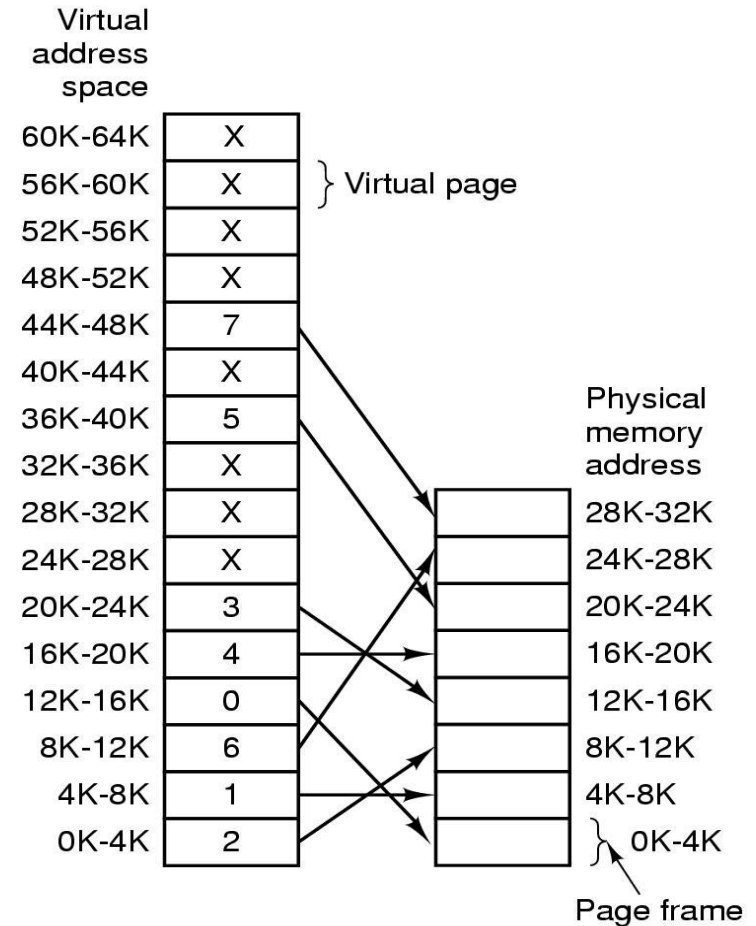 Virtual
address
space
60K-64K X
56K-60K X Virtual page
52K-56K X
48K-52K X
44K-48K 7
40K-44K X
36K-40K 5
Physical
memory
address
32K-36K X
28K-32K X 28K-32K
24K-28K X 24K-28K
20K-24K 3 20K-24K
16K-20K 4 16K-20K
12K-16K 0 12K-16K
8K-12K 6 8K-12K
4K-8K 1 4K-8K
0K-4K 2 0K-4K
Page frame